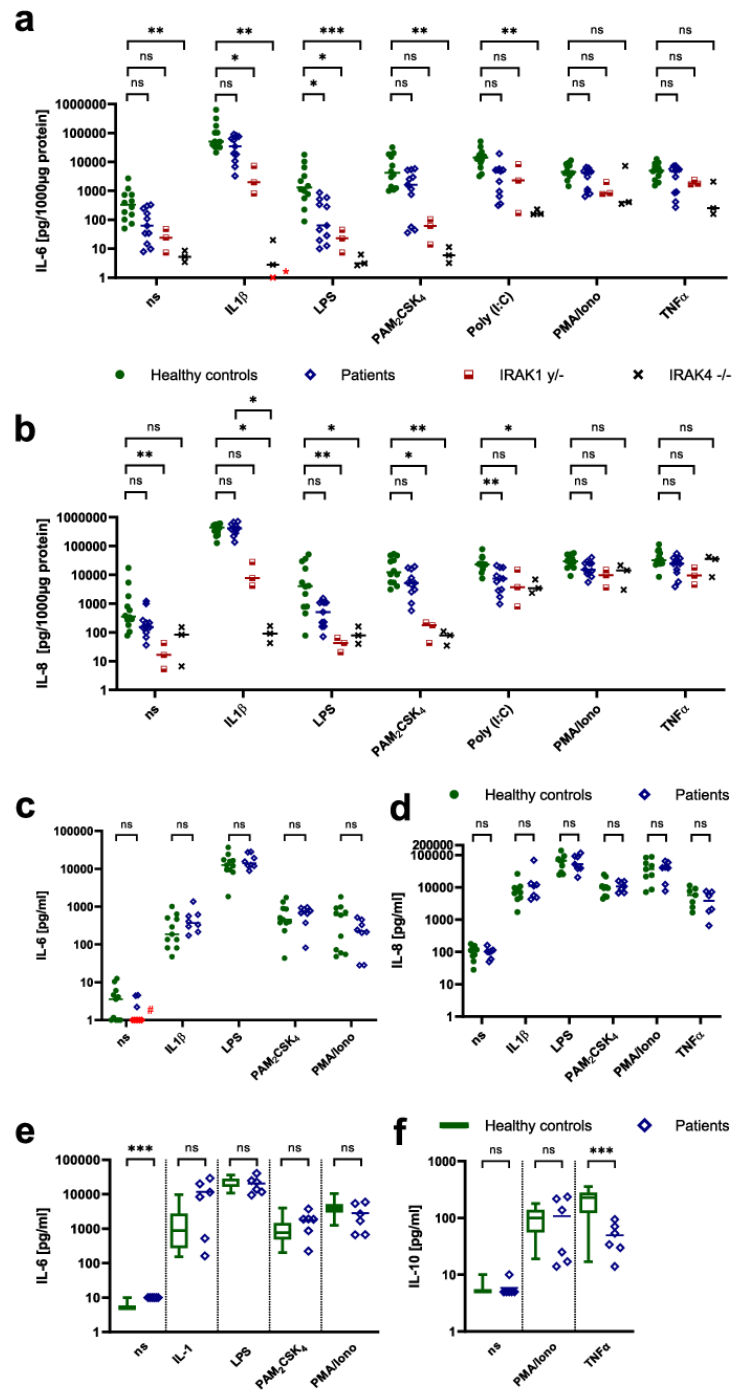 a
** ** *** ** ** ns ns
ns * * ns ns ns ns
ns ns * ns ns ns ns
IL-6 [pg/1000µg protein]
1000000
100000
10000
1000
100
10
1
*
ns IL1β LPS PAM₂CSK₄ Poly (I:C) PMA/Iono TNFα
Healthy controls Patients IRAK1 y/- IRAK4 -/-
b
*
ns * * ** * ns ns
** ns ** * ns ns ns
ns ns ns ns ** ns ns
IL-8 [pg/1000µg protein]
1000000
100000
10000
1000
100
10
1
ns IL1β LPS PAM₂CSK₄ Poly (I:C) PMA/Iono TNFα
c
ns ns ns ns ns
IL-6 [pg/ml]
100000
10000
1000
100
10
1
#
ns IL1β LPS PAM₂CSK₄ PMA/Iono
d
Healthy controls Patients
ns ns ns ns ns ns
IL-8 [pg/ml]
200000
100000
10000
1000
100
10
1
ns IL1β LPS PAM₂CSK₄ PMA/Iono TNFα
e
*** ns ns ns ns
IL-6 [pg/ml]
100000
10000
1000
100
10
1
ns IL-1 LPS PAM₂CSK₄ PMA/Iono
f
Healthy controls Patients
ns ns ***
IL-10 [pg/ml]
1000
100
10
1
ns PMA/Iono TNFα